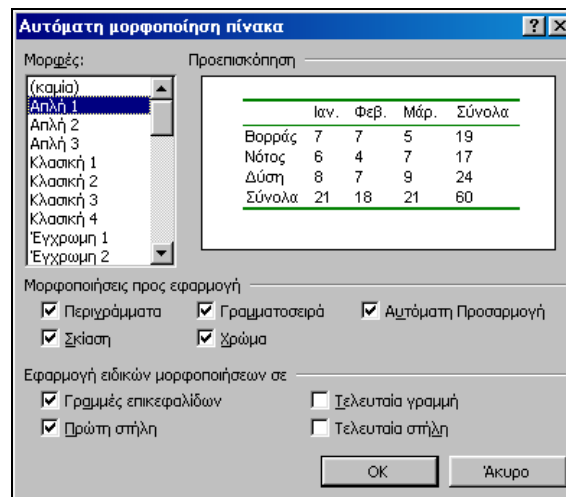 Αυτόματη μορφοποίηση πίνακα
Μορφές:
(καμία)
Απλή 1
Απλή 2
Απλή 3
Κλασική 1
Κλασική 2
Κλασική 3
Κλασική 4
Έγχρωμη 1
Έγχρωμη 2
Προεπισκόπηση
Ιαν. Φεβ. Μάρ. Σύνολα
Βορράς 7 7 5 19
Νότος 6 4 7 17
Δύση 8 7 9 24
Σύνολα 21 18 21 60
Μορφοποιήσεις προς εφαρμογή
Περιγράμματα Γραμματοσειρά Αυτόματη Προσαρμογή
Σκίαση Χρώμα
Εφαρμογή ειδικών μορφοποιήσεων σε
Γραμμές επικεφαλίδων Τελευταία γραμμή
Πρώτη στήλη Τελευταία στήλη
OK Άκυρο